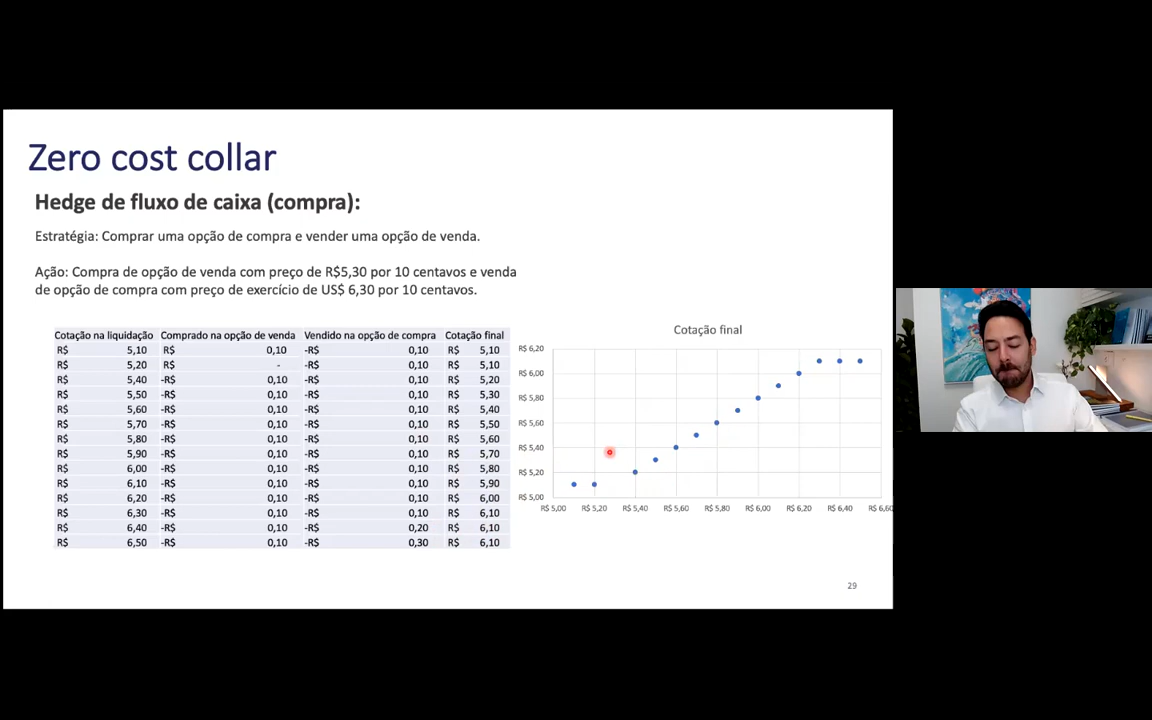 Zero cost collar
Hedge de fluxo de caixa (compra):
Estratégia: Comprar uma opção de compra e vender uma opção de venda.
Ação: Compra de opção de venda com preço de R$5,30 por 10 centavos e venda
de opção de compra com preço de exercício de US$ 6,30 por 10 centavos.
Cotação na liquidação Comprado na opção de venda Vendido na opção de compra Cotação final
R$ 5,10 R$ 0,10 -R$ 0,10 R$ 5,10
R$ 5,20 R$ - -R$ 0,10 R$ 5,10
R$ 5,40 -R$ 0,10 -R$ 0,10 R$ 5,20
R$ 5,50 -R$ 0,10 -R$ 0,10 R$ 5,30
R$ 5,60 -R$ 0,10 -R$ 0,10 R$ 5,40
R$ 5,70 -R$ 0,10 -R$ 0,10 R$ 5,50
R$ 5,80 -R$ 0,10 -R$ 0,10 R$ 5,60
R$ 5,90 -R$ 0,10 -R$ 0,10 R$ 5,70
R$ 6,00 -R$ 0,10 -R$ 0,10 R$ 5,80
R$ 6,10 -R$ 0,10 -R$ 0,10 R$ 5,90
R$ 6,20 -R$ 0,10 -R$ 0,10 R$ 6,00
R$ 6,30 -R$ 0,10 -R$ 0,10 R$ 6,10
R$ 6,40 -R$ 0,10 -R$ 0,20 R$ 6,10
R$ 6,50 -R$ 0,10 -R$ 0,30 R$ 6,10
Cotação final
R$ 6,20
R$ 6,00
R$ 5,80
R$ 5,60
R$ 5,40
R$ 5,20
R$ 5,00
R$ 5,00 R$ 5,20 R$ 5,40 R$ 5,60 R$ 5,80 R$ 6,00 R$ 6,20 R$ 6,40 R$ 6,60
29